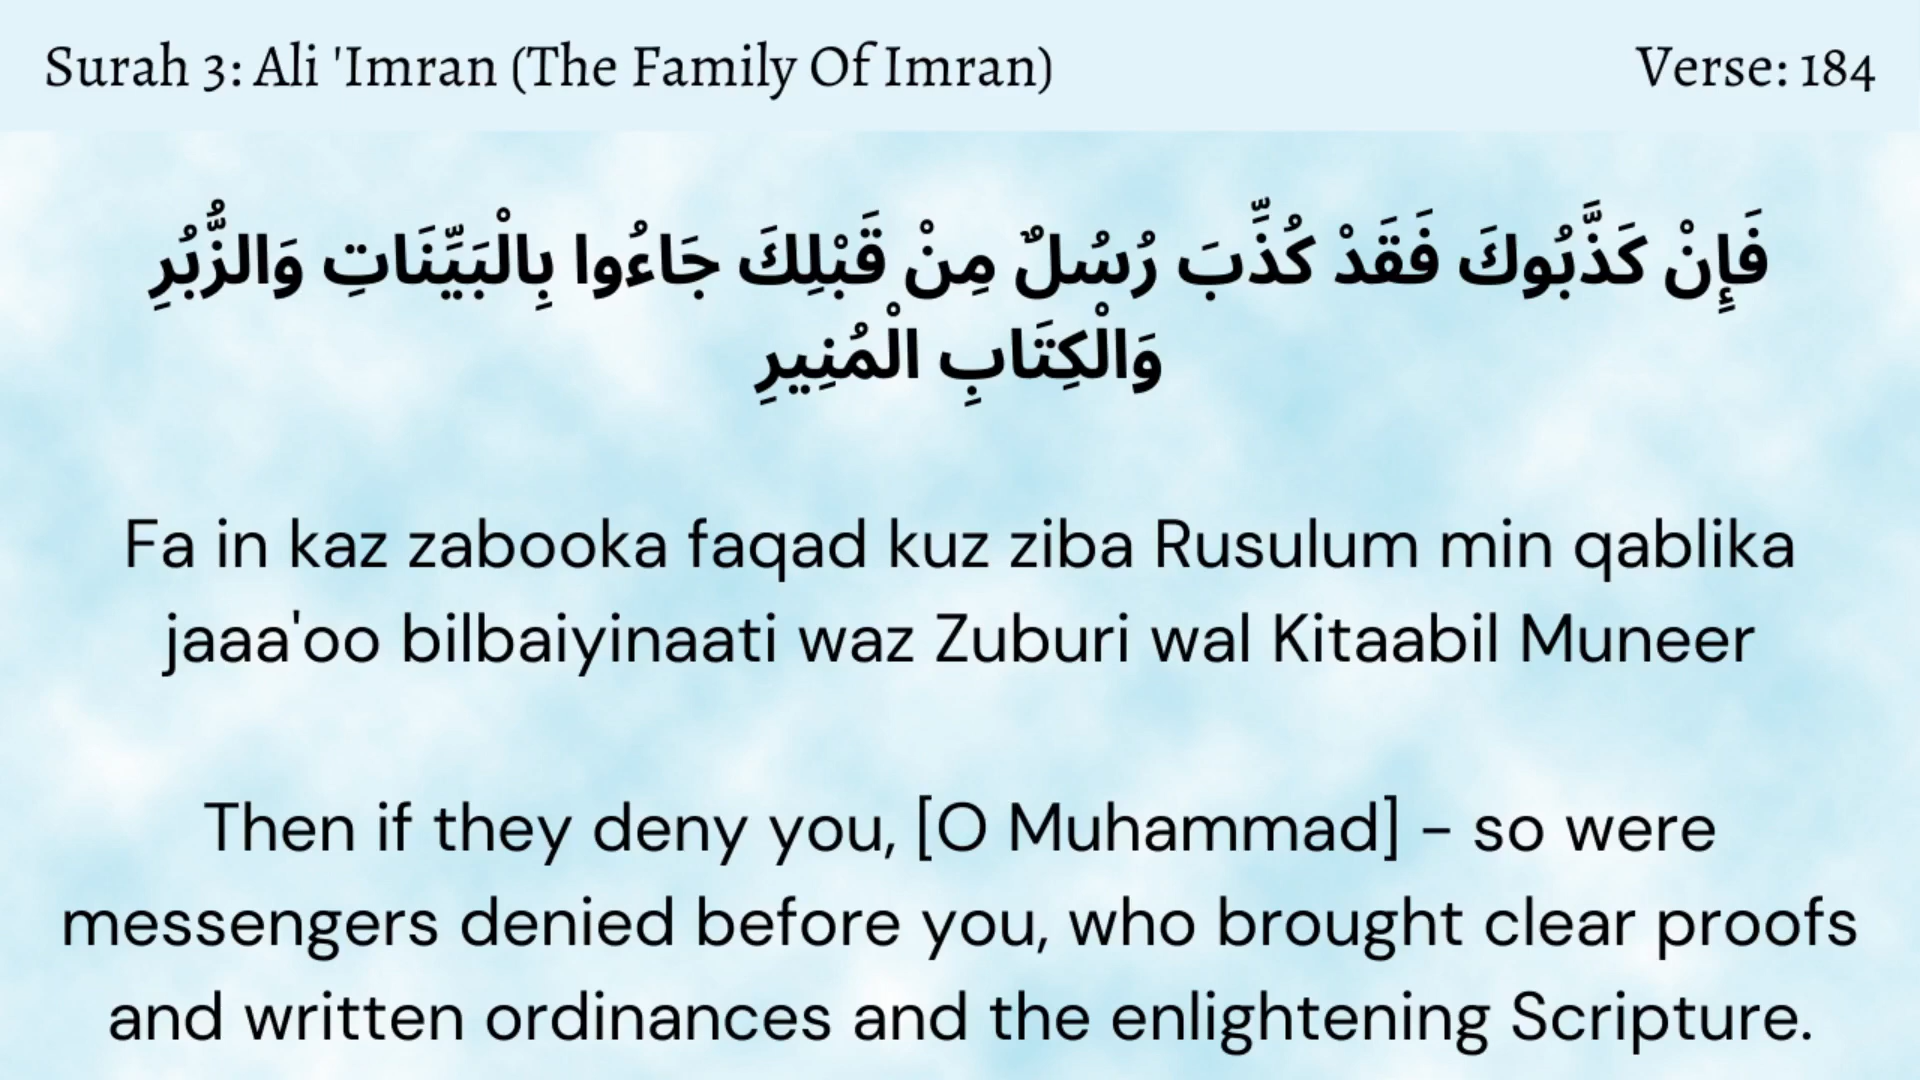 Surah 3: Ali 'Imran (The Family Of Imran)
Verse: 184
فَإِنْ كَذَّبُوكَ فَقَدْ كُذِّبَ رُسُلٌ مِنْ قَبْلِكَ جَاءُوا بِالْبَيِّنَاتِ وَالزُّبُرِ
وَالْكِتَابِ الْمُنِيرِ
Fa in kaz zabooka faqad kuz ziba Rusulum min qablika
jaaa'oo bilbaiyinaati waz Zuburi wal Kitaabil Muneer
Then if they deny you, [O Muhammad] - so were
messengers denied before you, who brought clear proofs
and written ordinances and the enlightening Scripture.